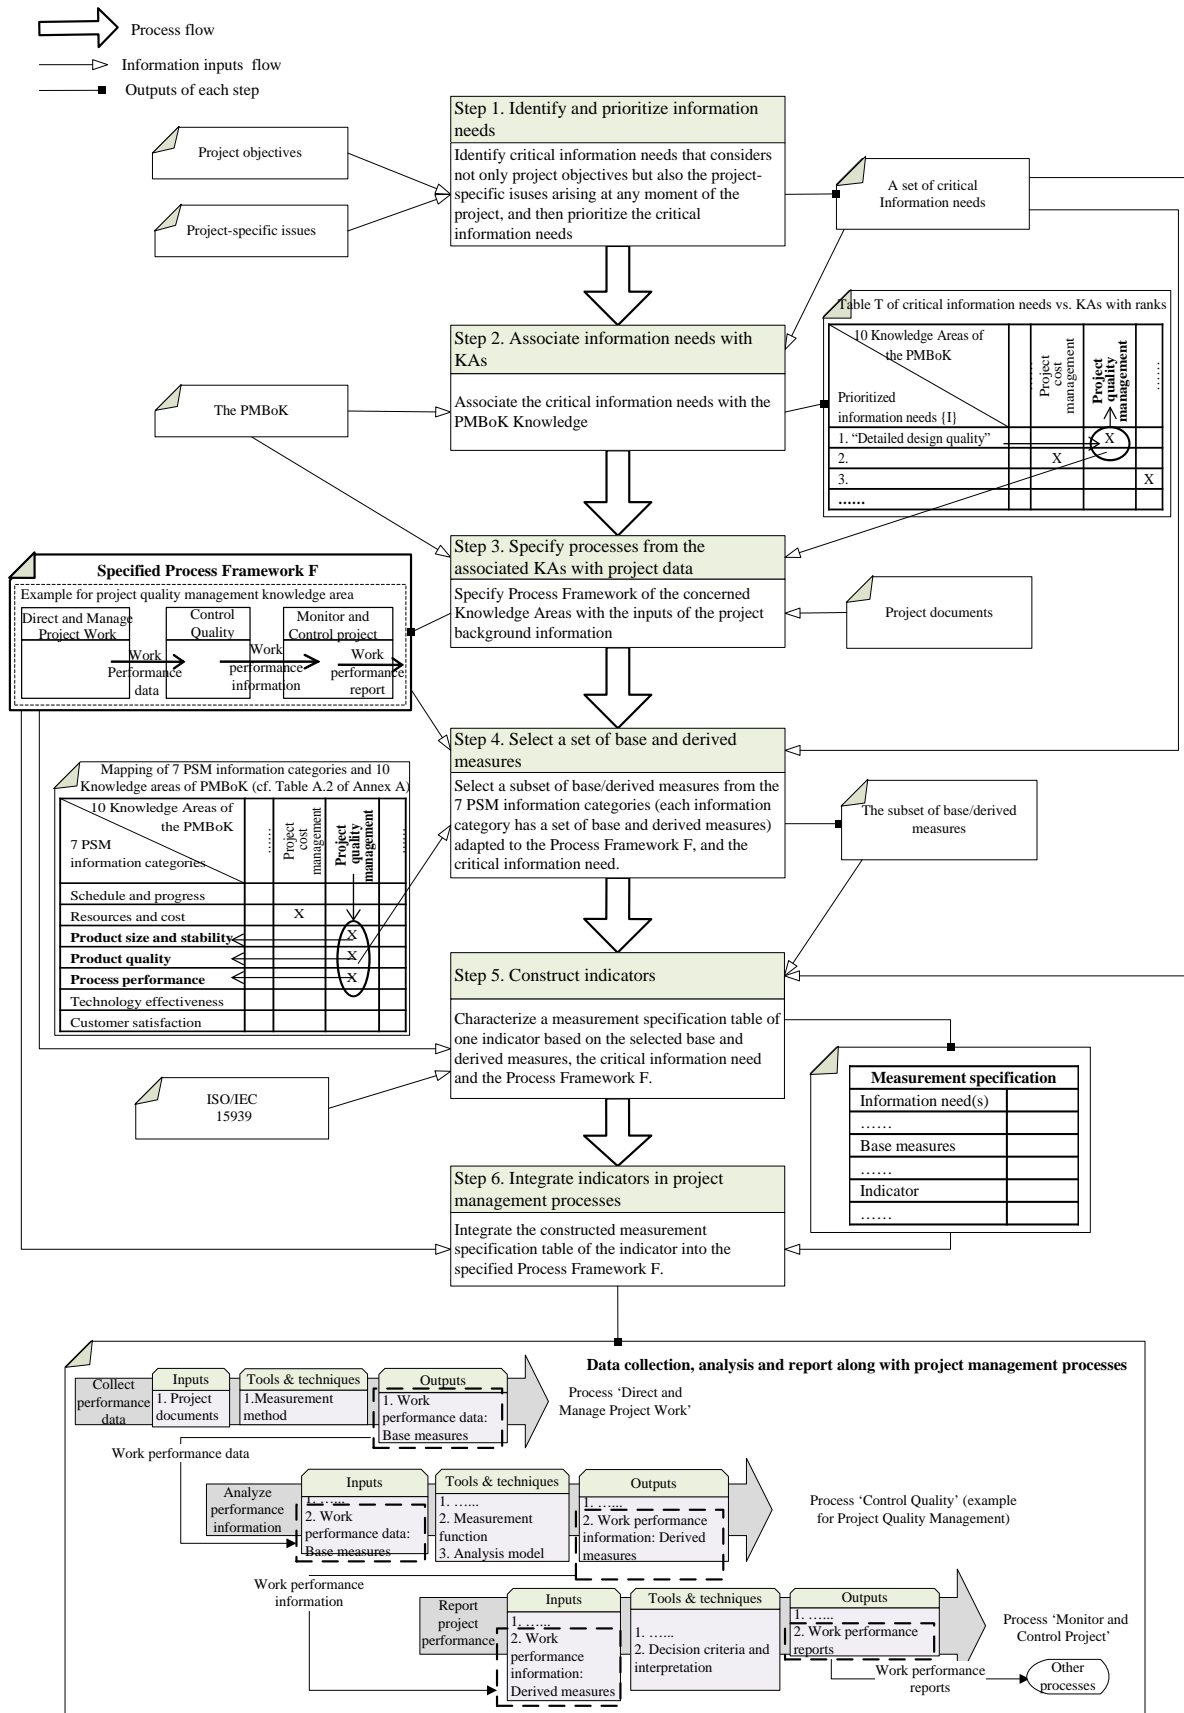 Process flow
Information inputs flow
Outputs of each step
Step 1. Identify and prioritize information
needs
Identify critical information needs that considers
not only project objectives but also the project-
specific isuses arising at any moment of the
project, and then prioritize the critical
information needs
Project objectives
Project-specific issues
A set of critical
Information needs
Step 2. Associate information needs with
KAs
Associate the critical information needs with the
PMBoK Knowledge
The PMBoK
Table T of critical information needs vs. KAs with ranks
10 Knowledge Areas of
the PMBoK
Prioritized
information needs {I}
......
Project
cost
management
Project
quality
management
......
1. “Detailed design quality”
X
2.
X
3.
X
......
Step 3. Specify processes from the
associated KAs with project data
Specify Process Framework of the concerned
Knowledge Areas with the inputs of the project
background information
Project documents
Specified Process Framework F
Example for project quality management knowledge area
Direct and Manage
Project Work
Control
Quality
Monitor and
Control project
Work
Performance
data
Work
performance
information
Work
performance
report
Step 4. Select a set of base and derived
measures
Select a subset of base/derived measures from the
7 PSM information categories (each information
category has a set of base and derived measures)
adapted to the Process Framework F, and the
critical information need.
The subset of base/derived
measures
Mapping of 7 PSM information categories and 10
Knowledge areas of PMBoK (cf. Table A.2 of Annex A)
10 Knowledge Areas of
the PMBoK
7 PSM
information categories
......
Project
cost
management
Project
quality
management
......
Schedule and progress
Resources and cost
X
Product size and stability
X
Product quality
X
Process performance
X
Technology effectiveness
Customer satisfaction
Step 5. Construct indicators
Characterize a measurement specification table of
one indicator based on the selected base and
derived measures, the critical information need
and the Process Framework F.
ISO/IEC
15939
Measurement specification
Information need(s)
......
Base measures
......
Indicator
......
Step 6. Integrate indicators in project
management processes
Integrate the constructed measurement
specification table of the indicator into the
specified Process Framework F.
Data collection, analysis and report along with project management processes
Collect
performance
data
Inputs
1. Project
documents
Tools & techniques
1.Measurement
method
Outputs
1. Work
performance data:
Base measures
Process ‘Direct and
Manage Project Work’
Work performance data
Analyze
performance
information
Inputs
1. ......
2. Work
performance data:
Base measures
Tools & techniques
1. ......
2. Measurement
function
3. Analysis model
Outputs
1. ......
2. Work performance
information: Derived
measures
Process ‘Control Quality’ (example
for Project Quality Management)
Work performance
information
Report
project
performance
Inputs
1. ......
2. Work
performance
information:
Derived measures
Tools & techniques
1. ......
2. Decision criteria and
interpretation
Outputs
1. ......
2. Work performance
reports
Process ‘Monitor and
Control Project’
Work performance
reports
Other
processes